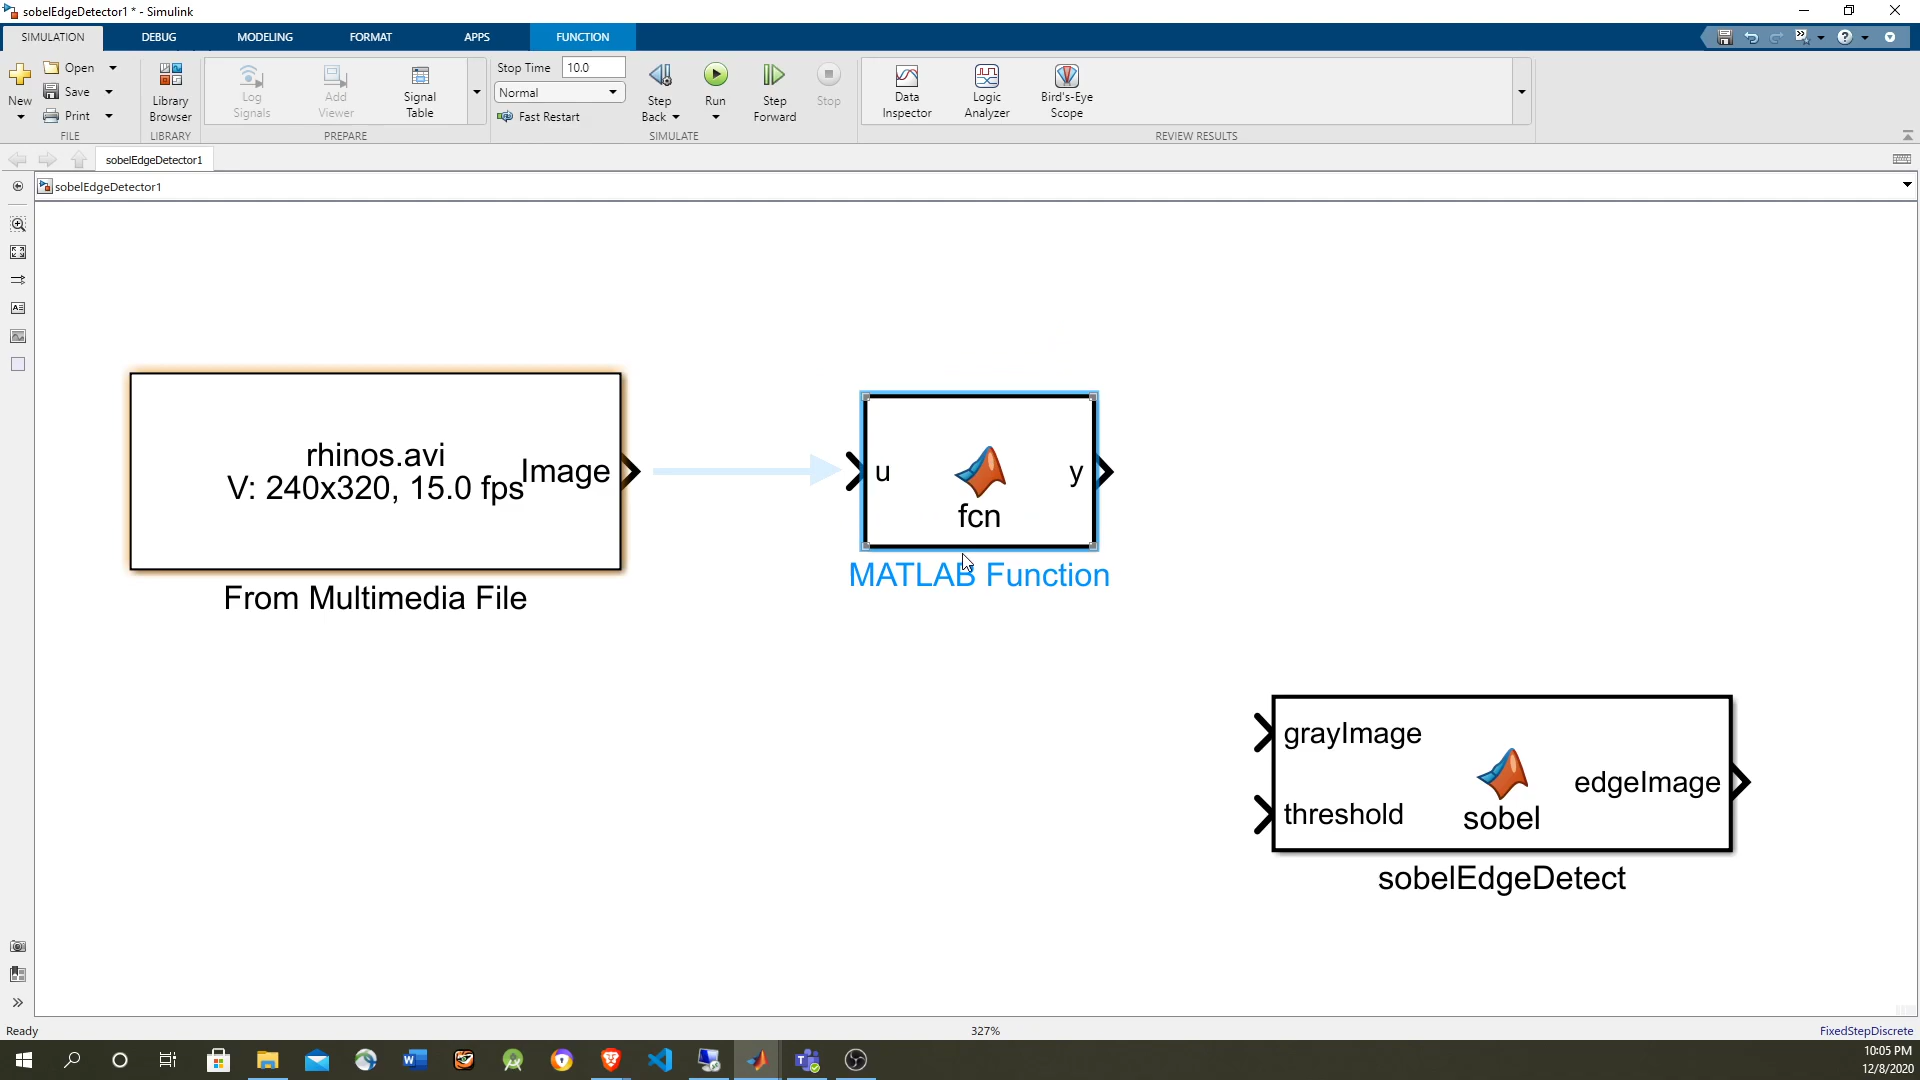 sobelEdgeDetector1 * - Simulink
SIMULATION DEBUG MODELING FORMAT APPS FUNCTION
New
Open
Save
Print
FILE
Library
Browser
LIBRARY
Log
Signals
Add
Viewer
Signal
Table
PREPARE
Stop Time 10.0
Normal
Fast Restart
Step
Back
Run
Step
Forward
Stop
SIMULATE
Data
Inspector
Logic
Analyzer
Bird's-Eye
Scope
REVIEW RESULTS
sobelEdgeDetector1
sobelEdgeDetector1
rhinos.avi
V: 240x320, 15.0 fps
Image
From Multimedia File
u
fcn
y
MATLAB Function
grayImage
threshold
sobel
edgeImage
sobelEdgeDetect
Ready
327%
FixedStepDiscrete
10:05 PM
12/8/2020